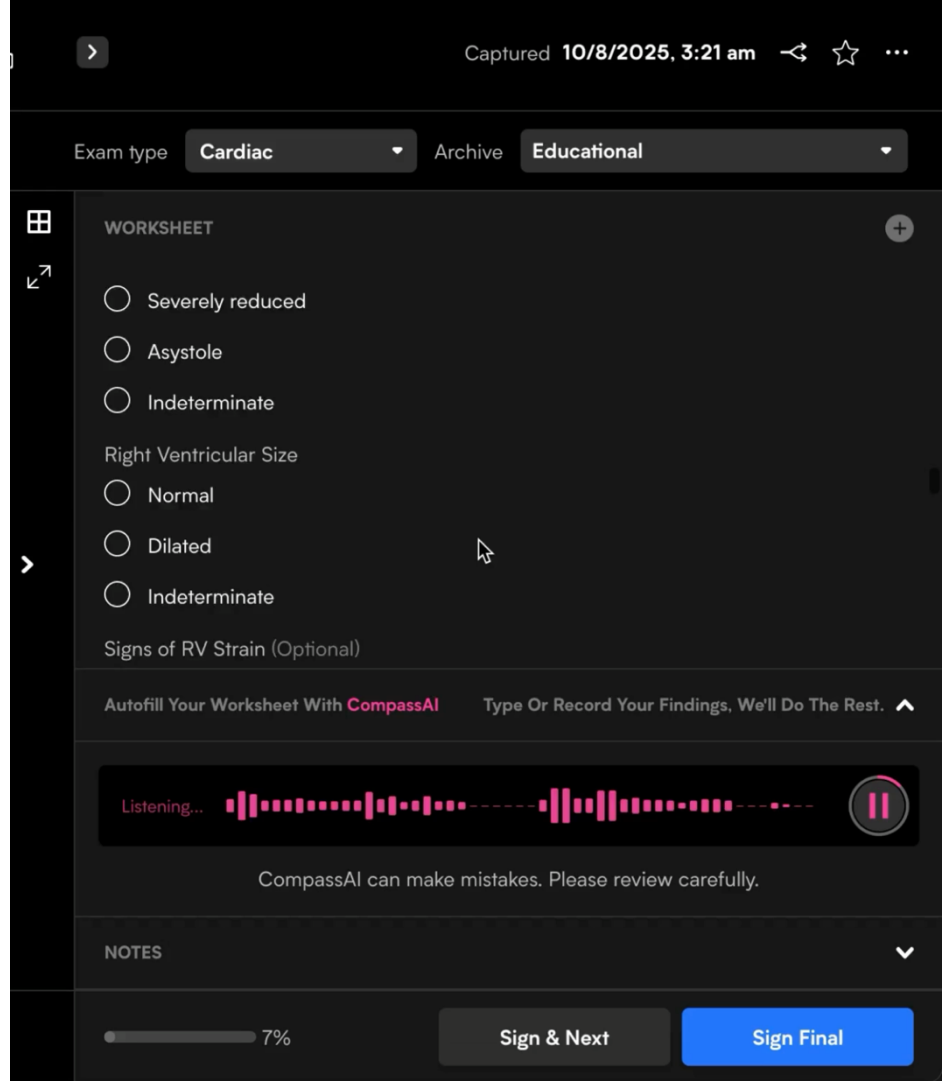 Captured 10/8/2025, 3:21 am
Exam type Cardiac Archive Educational
WORKSHEET
Severely reduced
Asystole
Indeterminate
Right Ventricular Size
Normal
Dilated
Indeterminate
Signs of RV Strain (Optional)
Autofill Your Worksheet With CompassAI Type Or Record Your Findings, We'll Do The Rest.
Listening...
CompassAI can make mistakes. Please review carefully.
NOTES
7% Sign & Next Sign Final